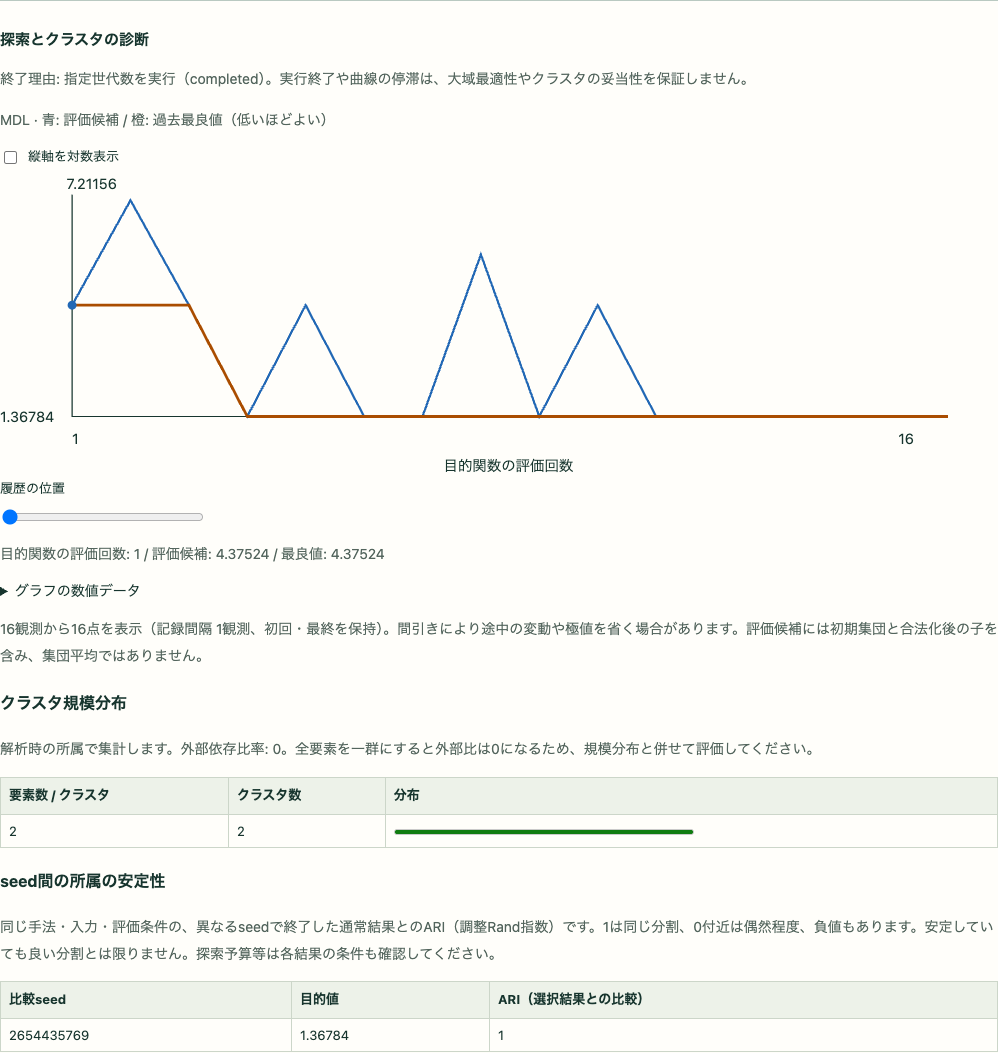 探索とクラスタの診断
終了理由: 指定世代数を実行（completed）。実行終了や曲線の停滞は、大域最適性やクラスタの妥当性を保証しません。
MDL · 青: 評価候補 / 橙: 過去最良値（低いほどよい）
縦軸を対数表示
7.21156
1.36784
1
16
目的関数の評価回数
履歴の位置
目的関数の評価回数: 1 / 評価候補: 4.37524 / 最良値: 4.37524
グラフの数値データ
16観測から16点を表示（記録間隔 1観測、初回・最終を保持）。間引きにより途中の変動や極値を省く場合があります。評価候補には初期集団と合法化後の子を
含み、集団平均ではありません。
クラスタ規模分布
解析時の所属で集計します。外部依存比率: 0。全要素を一群にすると外部比は0になるため、規模分布と併せて評価してください。
要素数 / クラスタ
クラスタ数
分布
2
2
seed間の所属の安定性
同じ手法・入力・評価条件の、異なるseedで終了した通常結果とのARI（調整Rand指数）です。1は同じ分割、0付近は偶然程度、負値もあります。安定してい
ても良い分割とは限りません。探索予算等は各結果の条件も確認してください。
比較seed
目的値
ARI（選択結果との比較）
2654435769
1.36784
1